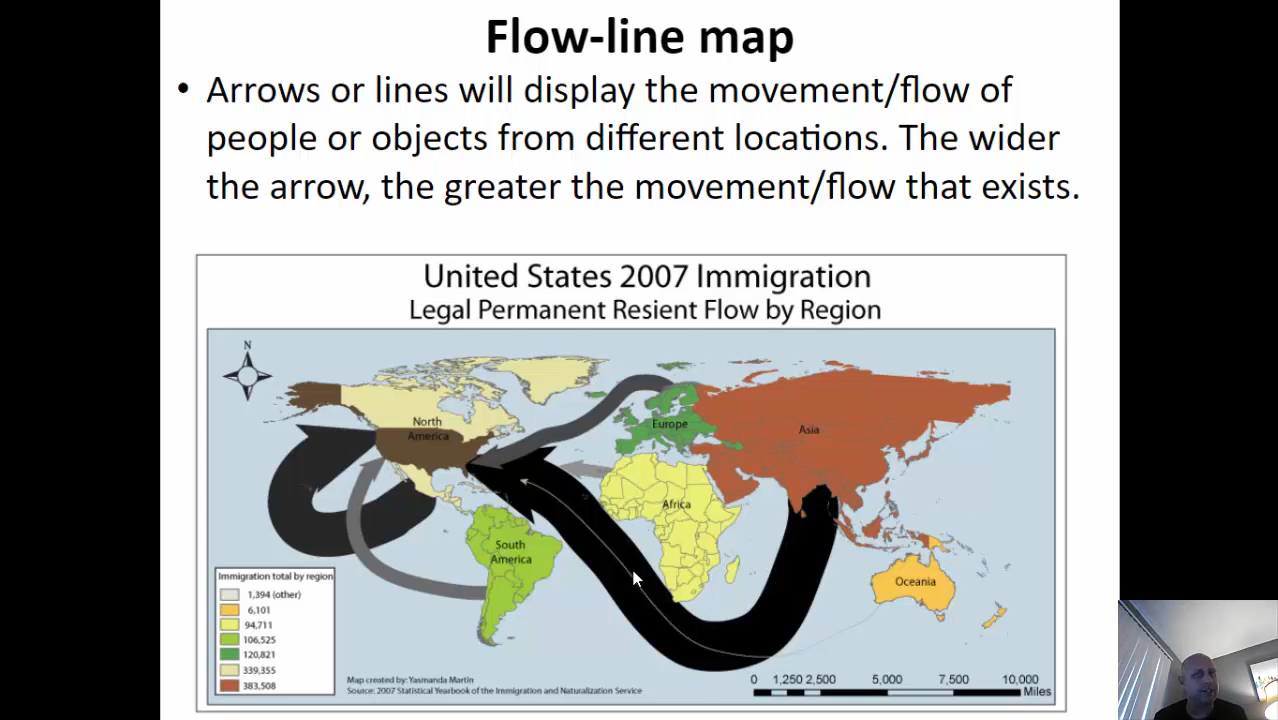 Flow-line map
• Arrows or lines will display the movement/flow of
people or objects from different locations. The wider
the arrow, the greater the movement/flow that exists.
United States 2007 Immigration
Legal Permanent Resient Flow by Region
N
North
America
Europe
Asia
Africa
South
America
Oceania
Immigration total by region
1,394 (other)
6,101
94,711
106,525
120,821
339,355
383,508
Map created by: Yasmanda Martin
Source: 2007 Statistical Yearbook of the Immigration and Naturalization Service
0 1,250 2,500 5,000 7,500 10,000
Miles